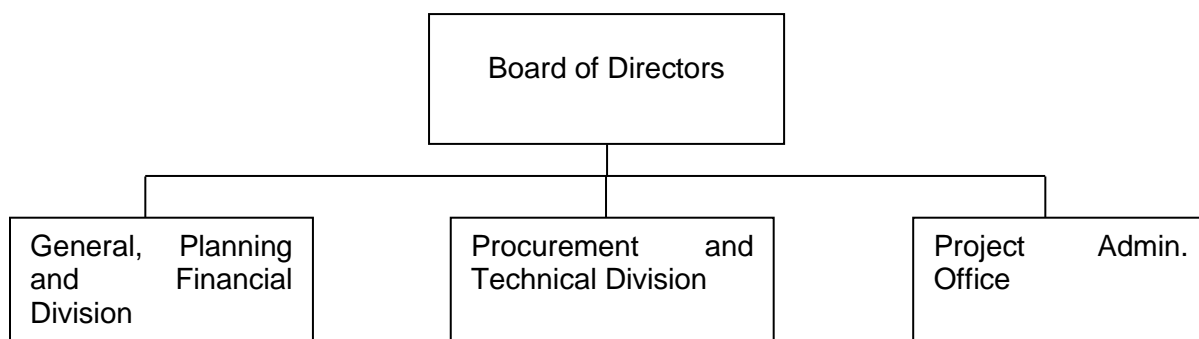 Board of Directors
General, Planning
and Financial
Division
Procurement and
Technical Division
Project Admin.
Office